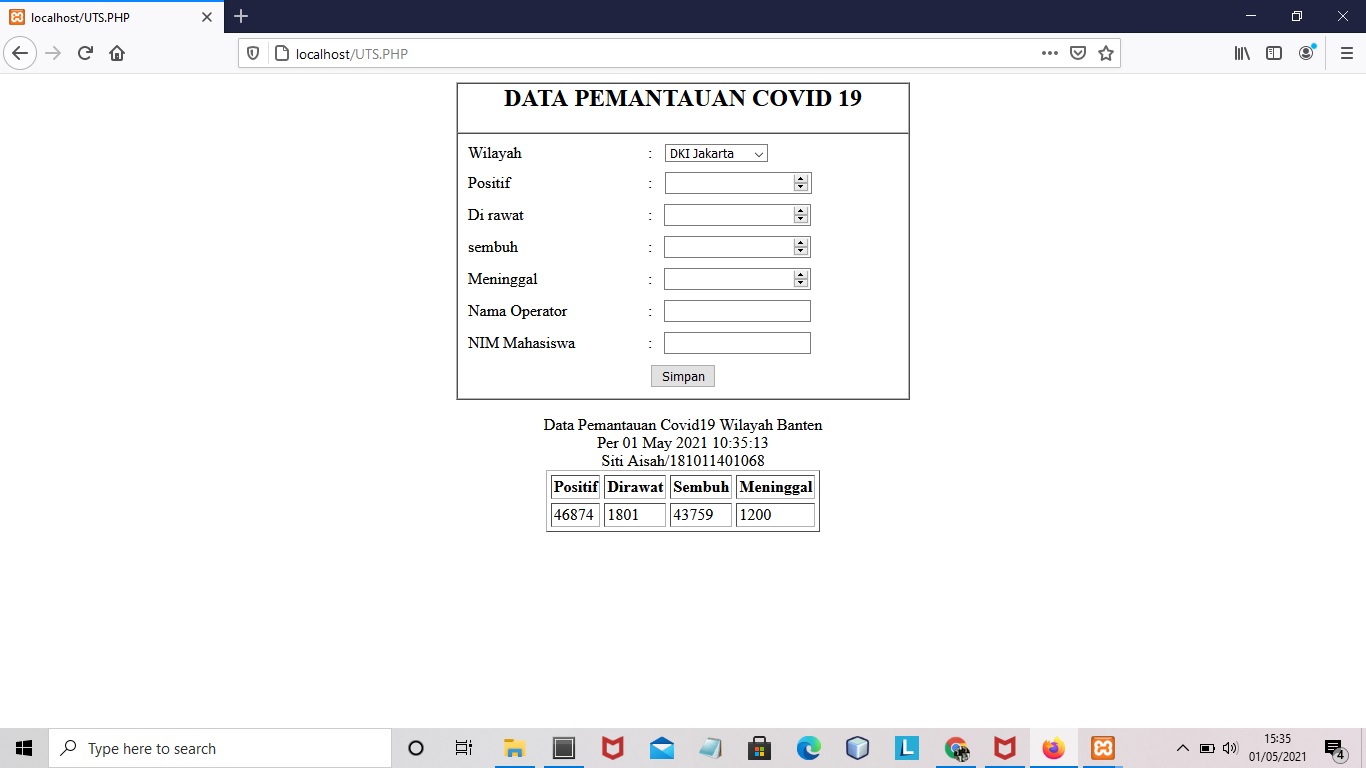 localhost/UTS.PHP
localhost/UTS.PHP
DATA PEMANTAUAN COVID 19
Wilayah : DKI Jakarta
Positif :
Di rawat :
sembuh :
Meninggal :
Nama Operator :
NIM Mahasiswa :
Simpan
Data Pemantauan Covid19 Wilayah Banten
Per 01 May 2021 10:35:13
Siti Aisah/181011401068
Positif Dirawat Sembuh Meninggal
46874 1801 43759 1200
Type here to search
L
15:35
01/05/2021
4